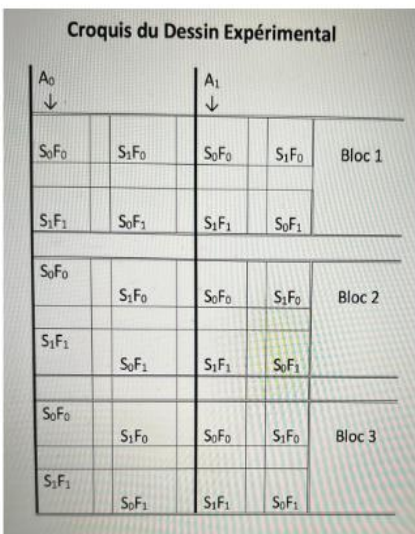 Croquis du Dessin Expérimental
A₀ A₁
↓ ↓
S₀F₀ S₁F₀ S₀F₀ S₁F₀ Bloc 1
S₁F₁ S₀F₁ S₁F₁ S₀F₁
S₀F₀
S₁F₀ S₀F₀ S₁F₀ Bloc 2
S₁F₁
S₀F₁ S₁F₁ S₀F₁
S₀F₀
S₁F₀ S₀F₀ S₁F₀ Bloc 3
S₁F₁
S₀F₁ S₁F₁ S₀F₁